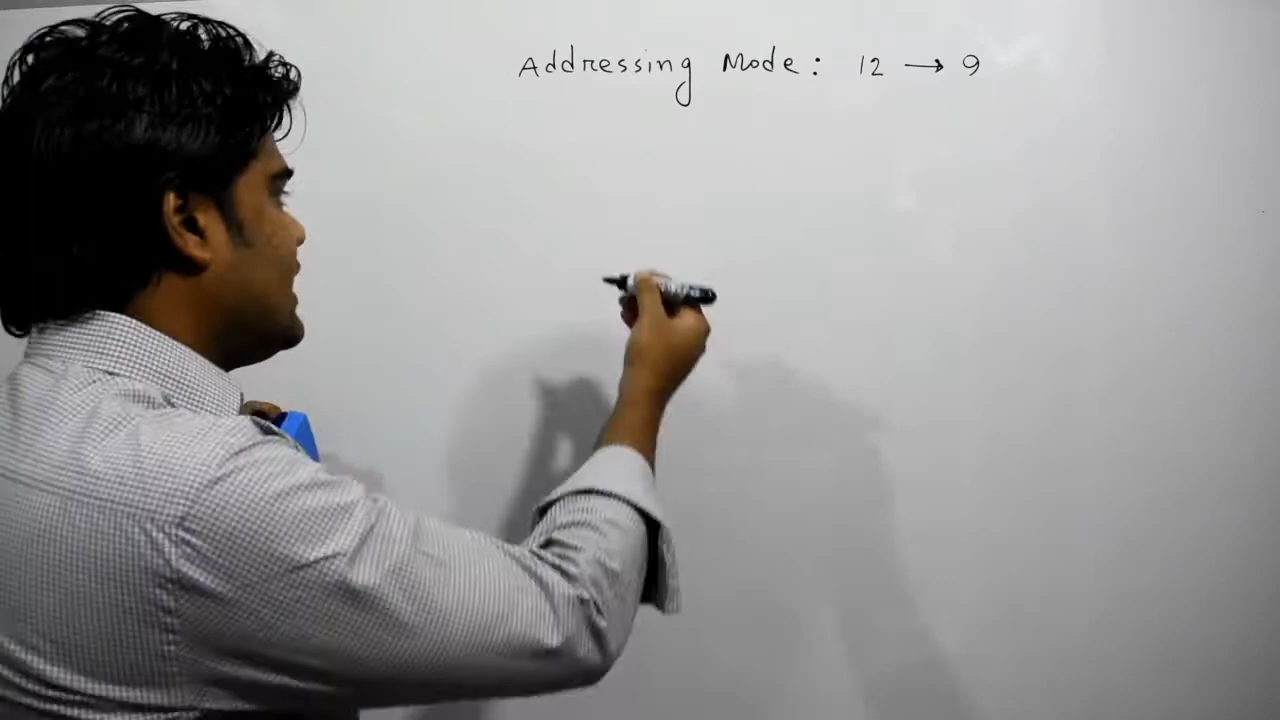 Addressing Mode: 12 → 9